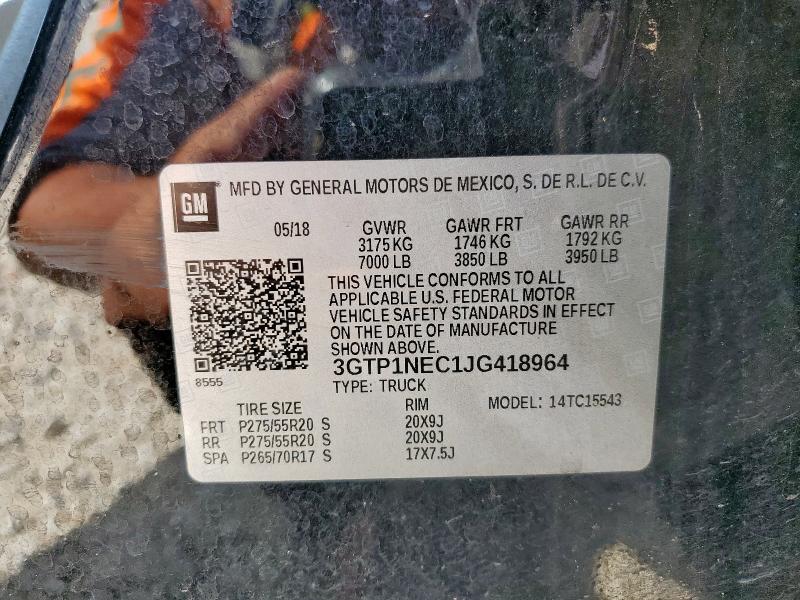 GM ® MFD BY GENERAL MOTORS DE MEXICO, S. DE R.L. DE C.V.
05/18 GVWR GAWR FRT GAWR RR
3175 KG 1746 KG 1792 KG
7000 LB 3850 LB 3950 LB
THIS VEHICLE CONFORMS TO ALL
APPLICABLE U.S. FEDERAL MOTOR
VEHICLE SAFETY STANDARDS IN EFFECT
ON THE DATE OF MANUFACTURE
SHOWN ABOVE.
3GTP1NEC1JG418964
8555 TYPE: TRUCK
TIRE SIZE RIM MODEL: 14TC15543
FRT P275/55R20 S 20X9J
RR P275/55R20 S 20X9J
SPA P265/70R17 S 17X7.5J